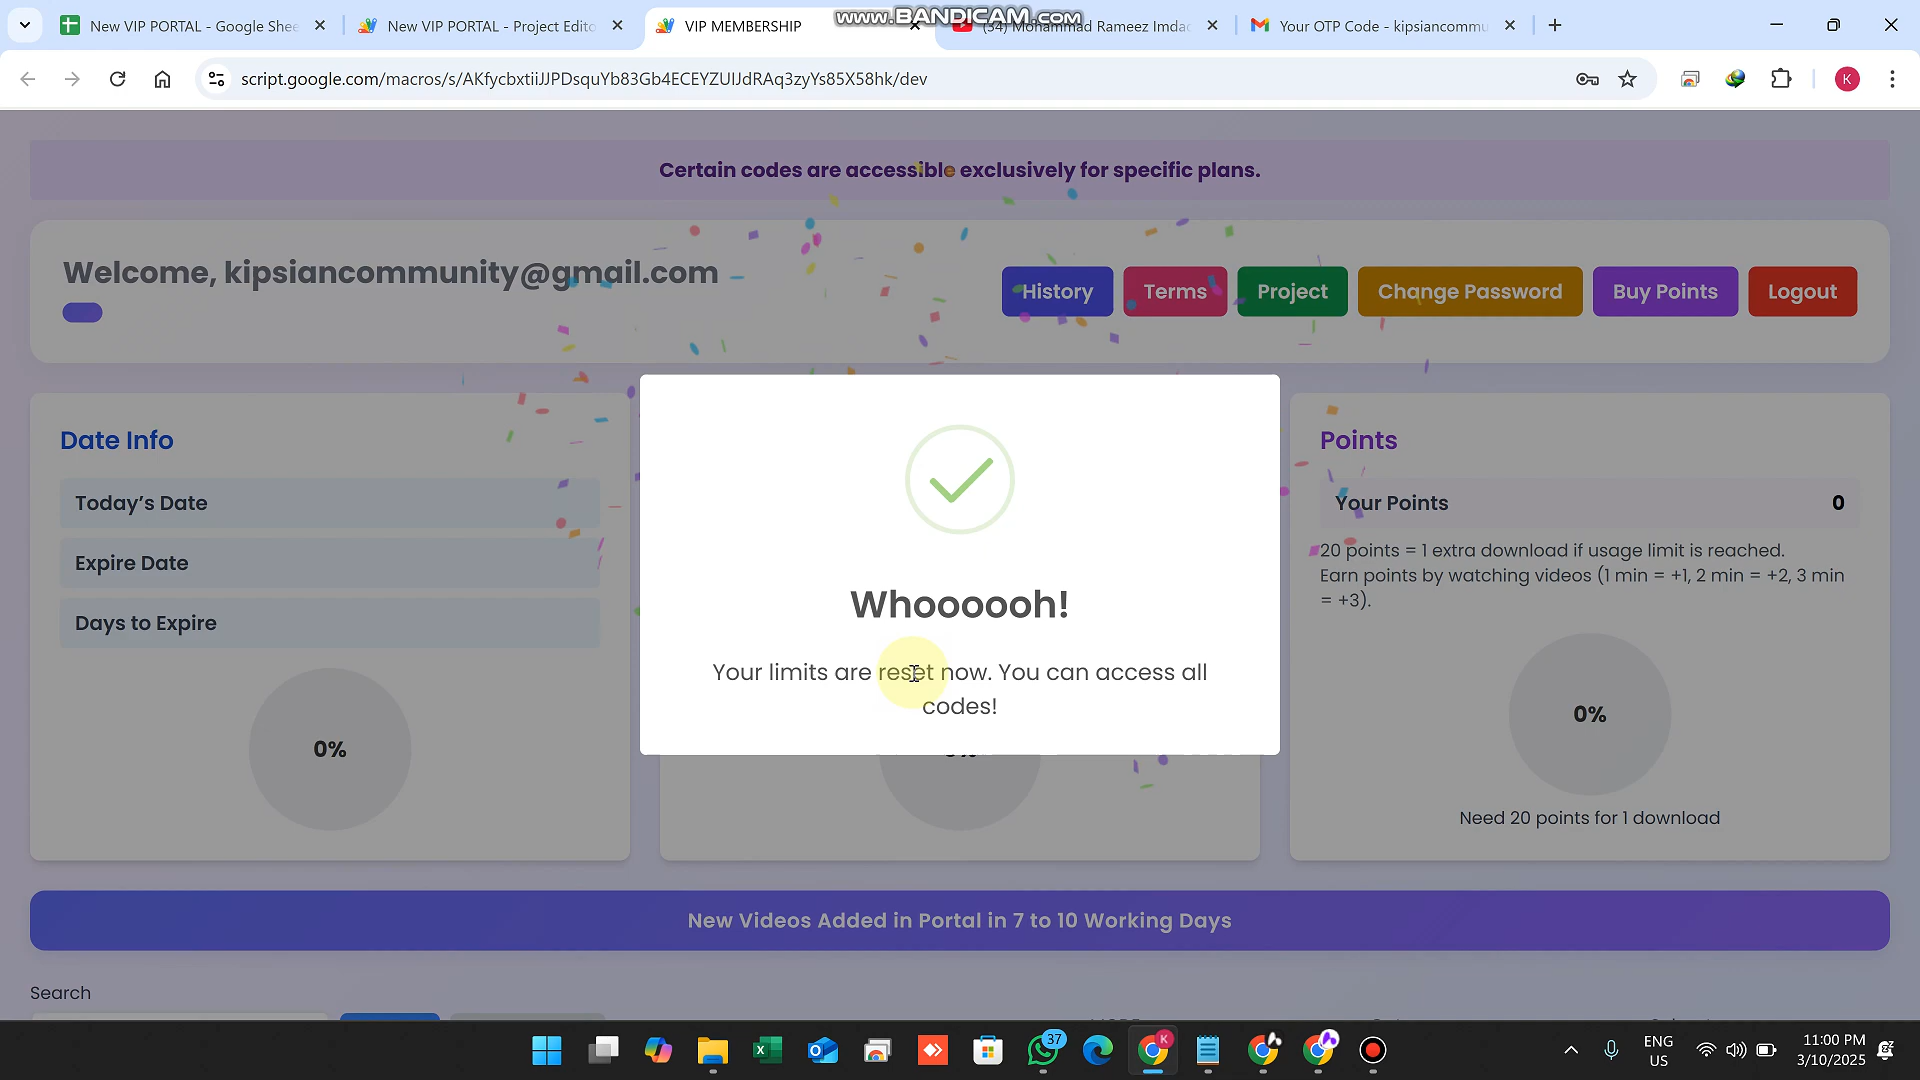 New VIP PORTAL - Google Shee
New VIP PORTAL - Project Edito
VIP MEMBERSHIP
www.BANDICAM.com
(34) Mohammad Rameez Imdac
Your OTP Code - kipsiancommu
script.google.com/macros/s/AKfycbxtiiJJPDsquYb83Gb4ECEYZUIJdRAq3zyYs85X58hk/dev
K
Certain codes are accessible exclusively for specific plans.
Welcome, kipsiancommunity@gmail.com
History
Terms
Project
Change Password
Buy Points
Logout
Date Info
Today's Date
Expire Date
Days to Expire
0%
Whoooooh!
Your limits are reset now. You can access all
codes!
Points
Your Points 0
20 points = 1 extra download if usage limit is reached.
Earn points by watching videos (1 min = +1, 2 min = +2, 3 min
= +3).
0%
Need 20 points for 1 download
New Videos Added in Portal in 7 to 10 Working Days
Search
37
K
ENG
US
11:00 PM
3/10/2025